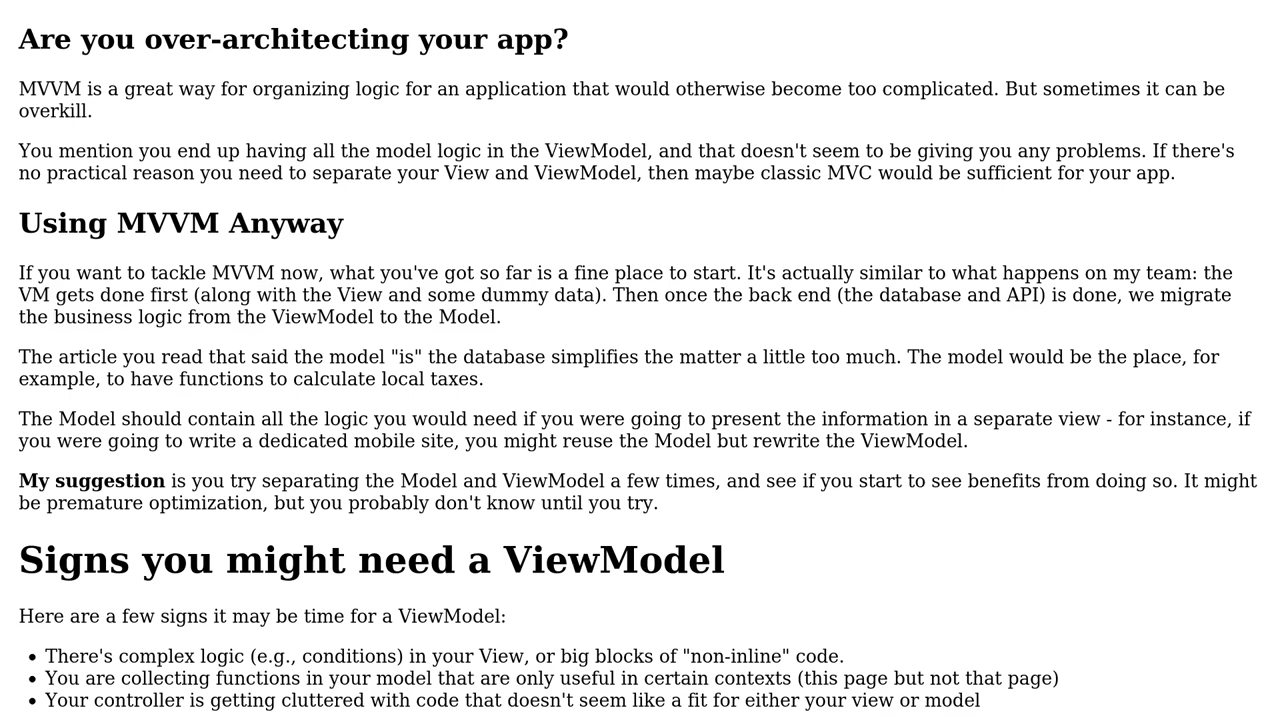 Are you over-architecting your app?
MVVM is a great way for organizing logic for an application that would otherwise become too complicated. But sometimes it can be
overkill.
You mention you end up having all the model logic in the ViewModel, and that doesn't seem to be giving you any problems. If there's
no practical reason you need to separate your View and ViewModel, then maybe classic MVC would be sufficient for your app.
Using MVVM Anyway
If you want to tackle MVVM now, what you've got so far is a fine place to start. It's actually similar to what happens on my team: the
VM gets done first (along with the View and some dummy data). Then once the back end (the database and API) is done, we migrate
the business logic from the ViewModel to the Model.
The article you read that said the model "is" the database simplifies the matter a little too much. The model would be the place, for
example, to have functions to calculate local taxes.
The Model should contain all the logic you would need if you were going to present the information in a separate view - for instance, if
you were going to write a dedicated mobile site, you might reuse the Model but rewrite the ViewModel.
My suggestion is you try separating the Model and ViewModel a few times, and see if you start to see benefits from doing so. It might
be premature optimization, but you probably don't know until you try.
Signs you might need a ViewModel
Here are a few signs it may be time for a ViewModel:
• There's complex logic (e.g., conditions) in your View, or big blocks of "non-inline" code.
• You are collecting functions in your model that are only useful in certain contexts (this page but not that page)
• Your controller is getting cluttered with code that doesn't seem like a fit for either your view or model